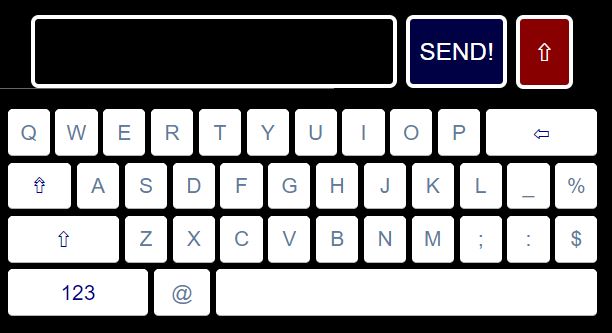 SEND! ⇧
Q W E R T Y U I O P ⇦
⇮ A S D F G H J K L _ %
⇧ Z X C V B N M ; : $
123 @